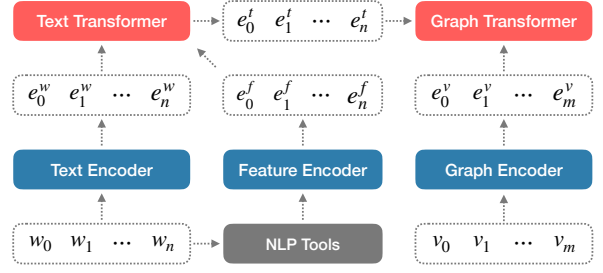 Text Transformer
e_0^t e_1^t ⋯ e_n^t
Graph Transformer
e_0^w e_1^w ⋯ e_n^w
e_0^f e_1^f ⋯ e_n^f
e_0^v e_1^v ⋯ e_m^v
Text Encoder
Feature Encoder
Graph Encoder
w_0 w_1 ⋯ w_n
NLP Tools
v_0 v_1 ⋯ v_m